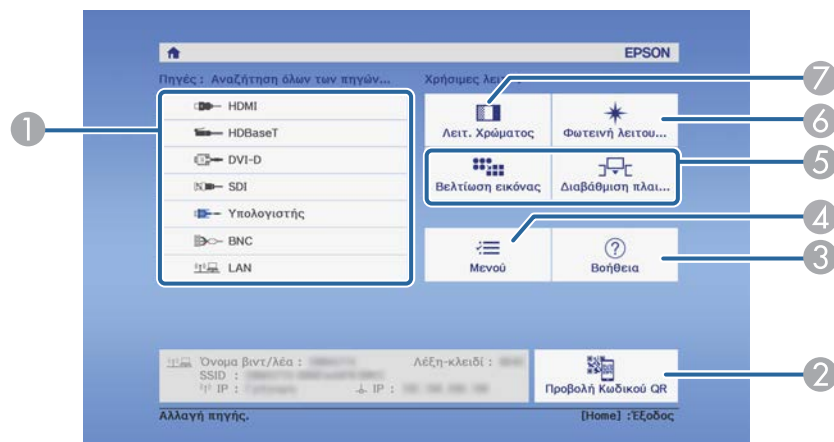 EPSON
Πηγές : Αναζήτηση όλων των πηγών...
Χρήσιμες
HDMI
HDBaseT
DVI-D
SDI
Υπολογιστής
BNC
LAN
Λειτ. Χρώματος
Φωτεινή λειτου...
Βελτίωση εικόνας
Διαβάθμιση πλαι...
Μενού
Βοήθεια
Όνομα βιντ/λέα :
Λέξη-κλειδί :
SSID :
IP :
IP :
Προβολή Κωδικού QR
Αλλαγή πηγής.
[Home] :Έξοδος
1
7
6
5
4
3
2